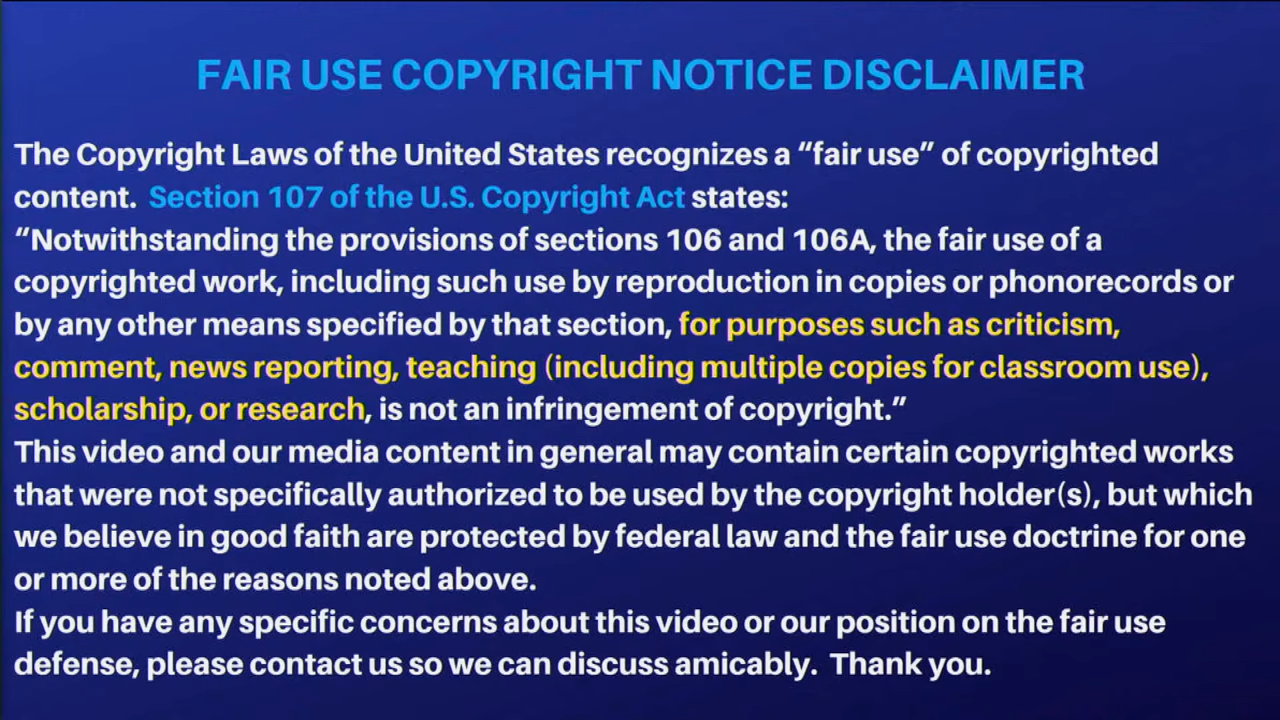 FAIR USE COPYRIGHT NOTICE DISCLAIMER
The Copyright Laws of the United States recognizes a “fair use” of copyrighted
content.  Section 107 of the U.S. Copyright Act states:
“Notwithstanding the provisions of sections 106 and 106A, the fair use of a
copyrighted work, including such use by reproduction in copies or phonorecords or
by any other means specified by that section, for purposes such as criticism,
comment, news reporting, teaching (including multiple copies for classroom use),
scholarship, or research, is not an infringement of copyright.”
This video and our media content in general may contain certain copyrighted works
that were not specifically authorized to be used by the copyright holder(s), but which
we believe in good faith are protected by federal law and the fair use doctrine for one
or more of the reasons noted above.
If you have any specific concerns about this video or our position on the fair use
defense, please contact us so we can discuss amicably.  Thank you.